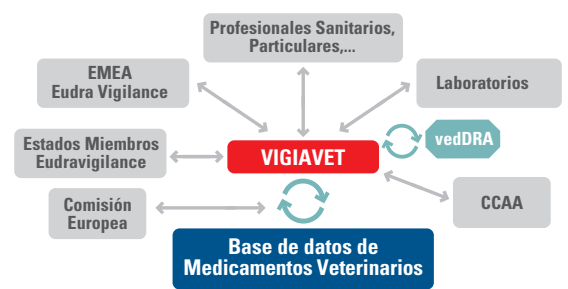 Profesionales Sanitarios,
Particulares,...
EMEA
Eudra Vigilance
Laboratorios
Estados Miembros
Eudravigilance
VIGIAVET
vedDRA
Comisión
Europea
CCAA
Base de datos de
Medicamentos Veterinarios